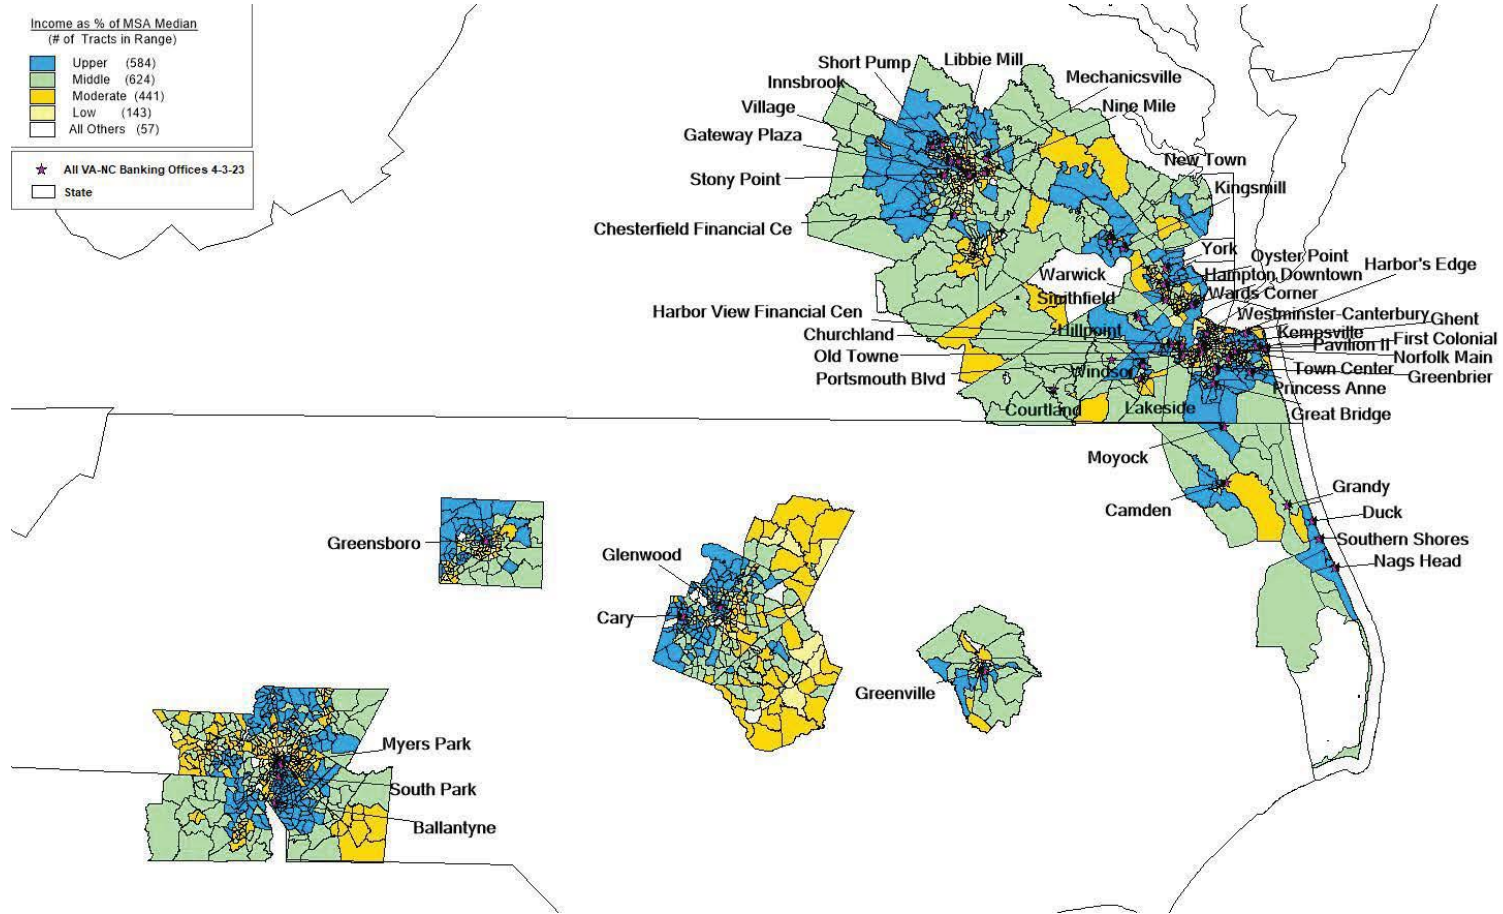 Income as % of MSA Median
(# of Tracts in Range)
Upper (584)
Middle (624)
Moderate (441)
Low (143)
All Others (57)
All VA-NC Banking Offices 4-3-23
State
Short Pump
Libbie Mill
Innsbrook
Mechanicsville
Village
Nine Mile
Gateway Plaza
New Town
Stony Point
Kingsmill
Chesterfield Financial Ce
York
Oyster Point
Harbor's Edge
Warwick
Hampton Downtown
Smithfield
Wards Corner
Harbor View Financial Cen
Westminster-Canterbury
Ghent
Churchland
Hillpoint
Kempsville
Pavilion II
First Colonial
Old Towne
Norfolk Main
Portsmouth Blvd
Windsor
Town Center
Greenbrier
Princess Anne
Courtland
Lakeside
Great Bridge
Moyock
Camden
Grandy
Duck
Southern Shores
Nags Head
Greensboro
Glenwood
Cary
Greenville
Myers Park
South Park
Ballantyne